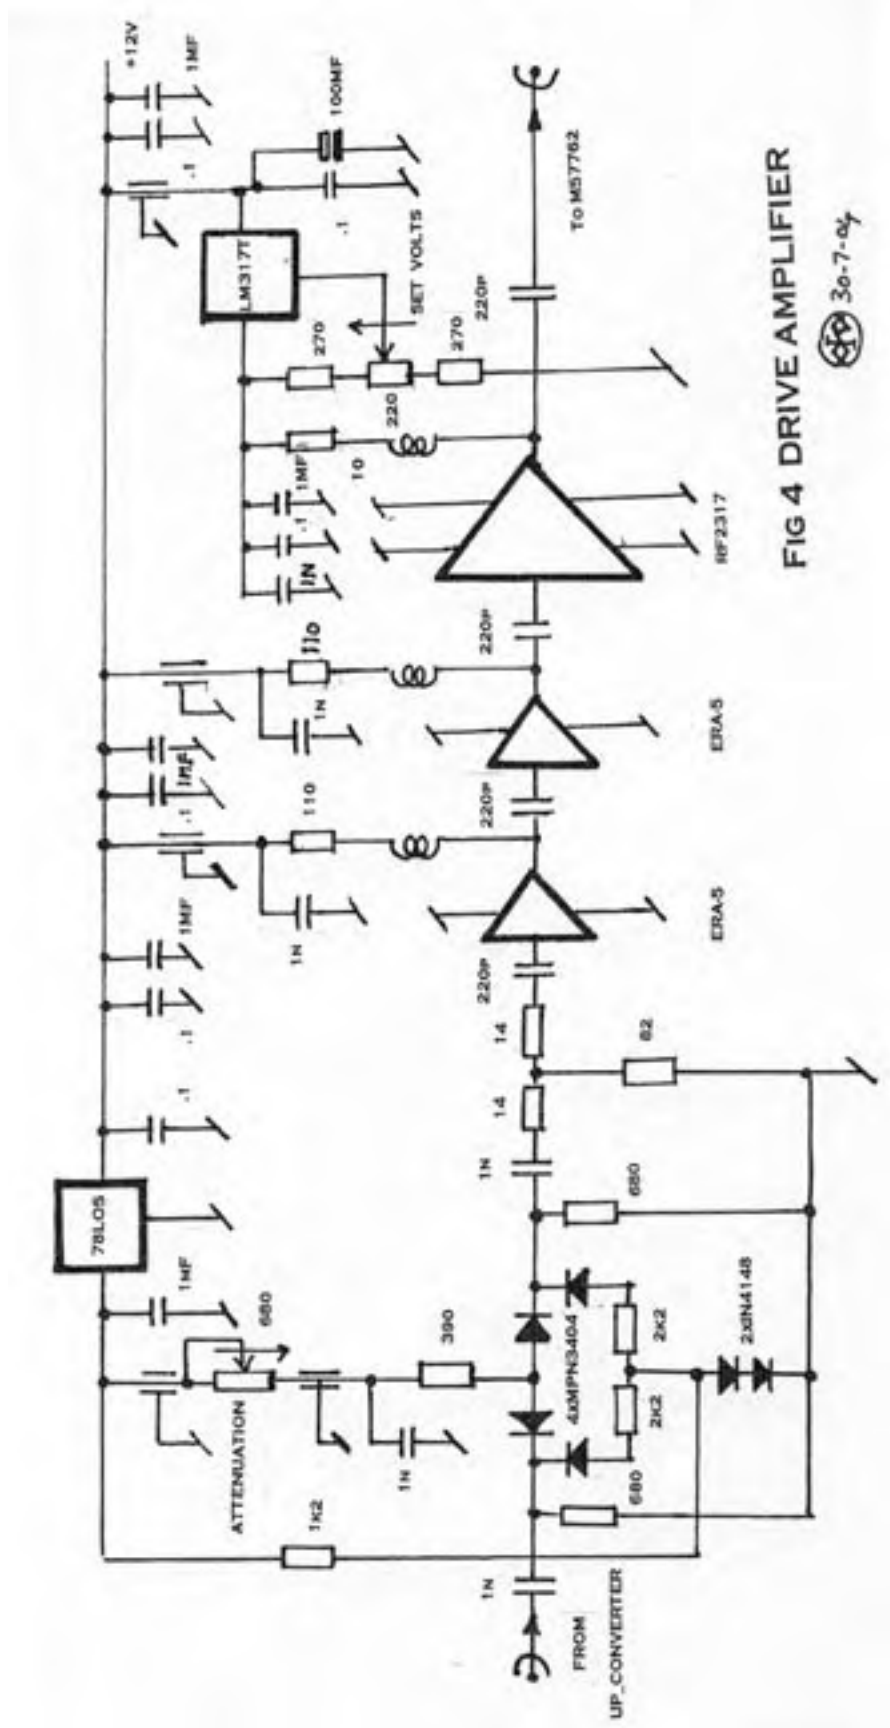 +12V
78LO5
1MF
.1
.1
1MF
.1
1MF
.1
1MF
ATTENUATION
680
LM317T
1K2
1N
110
1N
110
1N
.1
1MF
270
.1
100MF
1N
390
10
220
SET VOLTS
270
1N
1N
14
14
220P
220P
220P
220P
FROM
UP_CONVERTER
4xMPN3404
TO M57762
680
2K2
2K2
680
82
2xIN4148
ERA-5
ERA-5
RF2317
FIG 4 DRIVE AMPLIFIER
30-7-04